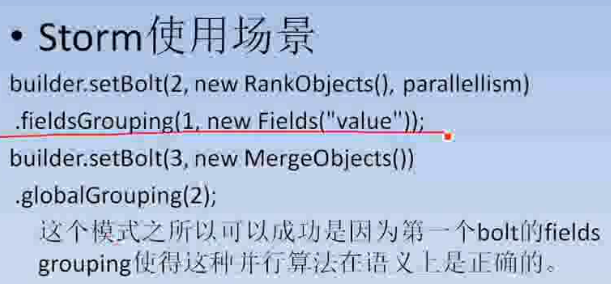 • Storm使用场景
builder.setBolt(2, new RankObjects(), parallellism)
.fieldsGrouping(1, new Fields("value"));
builder.setBolt(3, new MergeObjects())
.globalGrouping(2);
这个模式之所以可以成功是因为第一个bolt的fields
grouping使得这种并行算法在语义上是正确的。